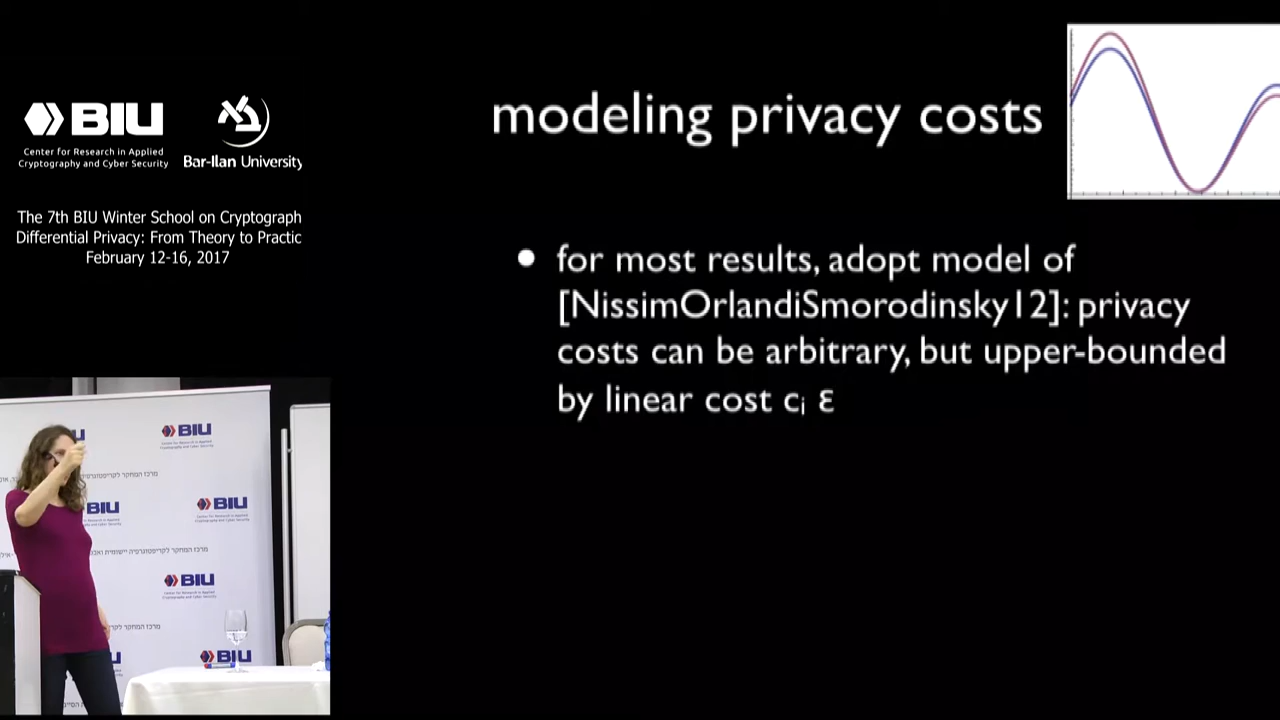 BIU
Center for Research in Applied
Cryptography and Cyber Security
Bar-Ilan University
The 7th BIU Winter School on Cryptograph
Differential Privacy: From Theory to Practic
February 12-16, 2017
modeling privacy costs
for most results, adopt model of
[NissimOrlandiSmorodinsky12]: privacy
costs can be arbitrary, but upper-bounded
by linear cost cᵢ ε
BIU
BIU
BIU
BIU
BIU